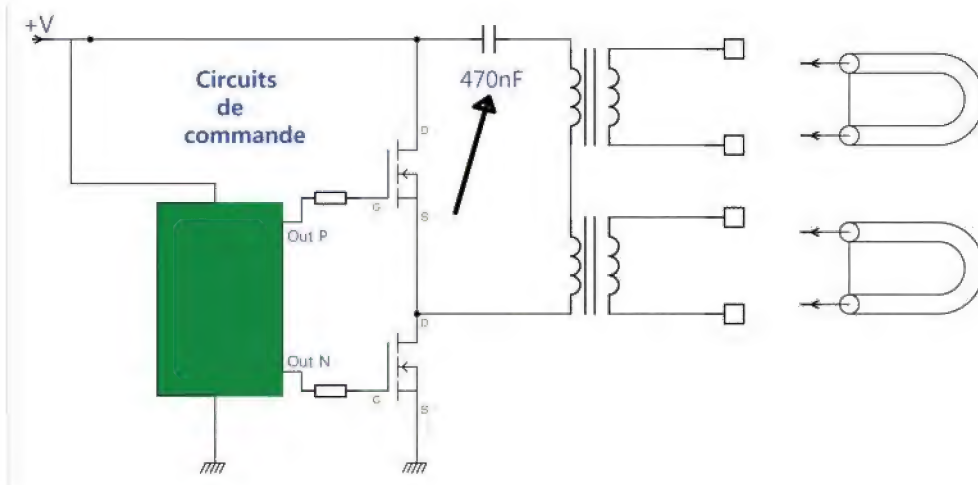 +V
Circuits
de
commande
470nF
D
G
S
Out P
D
Out N
G
S